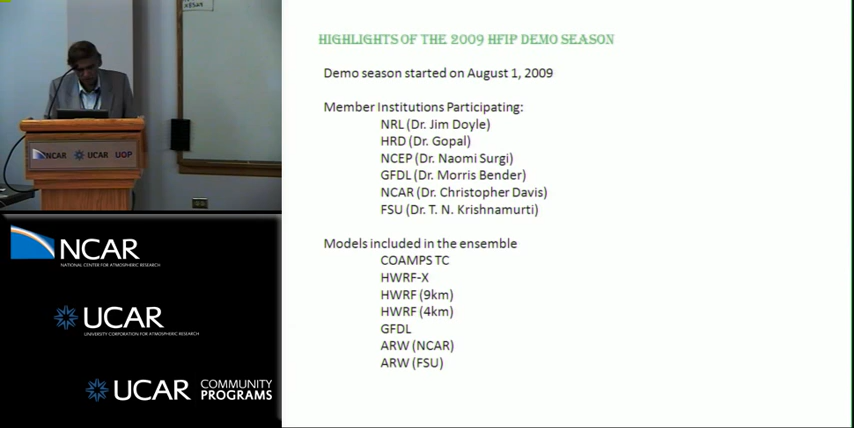 HIGHLIGHTS OF THE 2009 HFIP DEMO SEASON
Demo season started on August 1, 2009
Member Institutions Participating:
NRL (Dr. Jim Doyle)
HRD (Dr. Gopal)
NCEP (Dr. Naomi Surgi)
GFDL (Dr. Morris Bender)
NCAR (Dr. Christopher Davis)
FSU (Dr. T. N. Krishnamurti)
Models included in the ensemble
COAMPS TC
HWRF-X
HWRF (9km)
HWRF (4km)
GFDL
ARW (NCAR)
ARW (FSU)
NCAR UCAR UOP
NCAR
NATIONAL CENTER FOR ATMOSPHERIC RESEARCH
UCAR
UNIVERSITY CORPORATION FOR ATMOSPHERIC RESEARCH
UCAR COMMUNITY
PROGRAMS